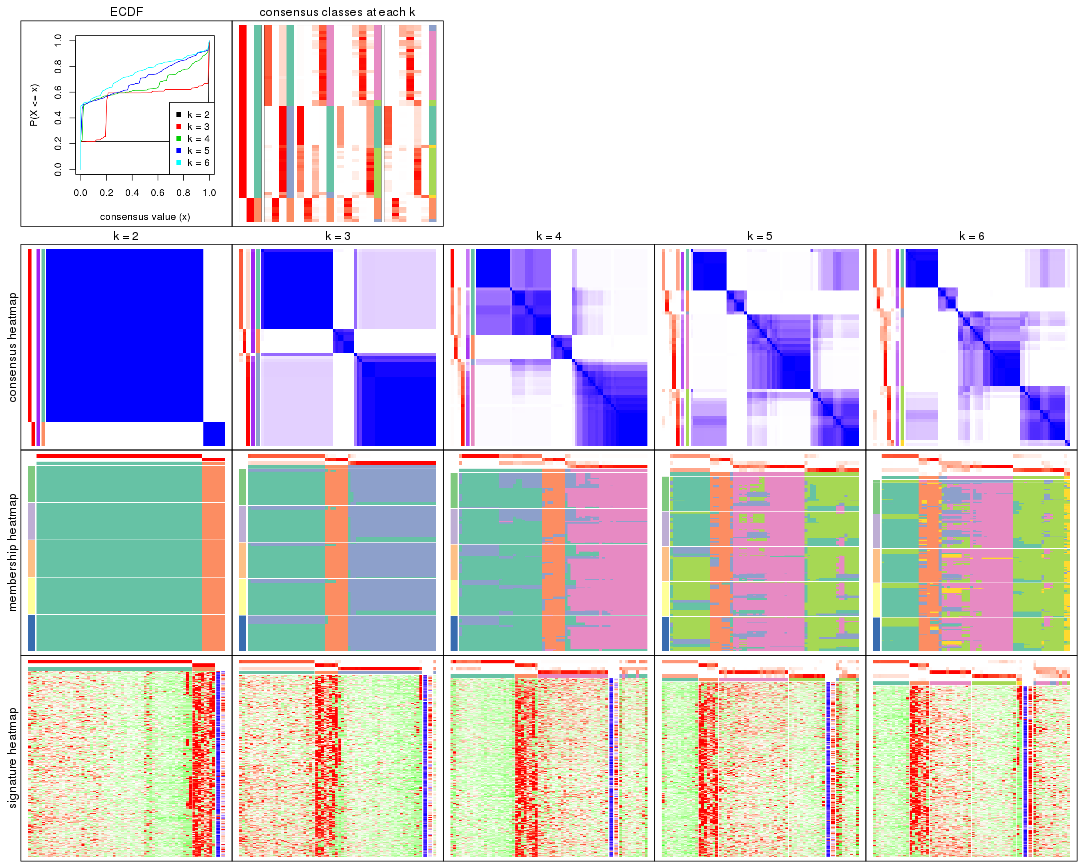 ECDF
consensus classes at each k
P(X <= x)
0.0
0.2
0.4
0.6
0.8
1.0
k = 2
k = 3
k = 4
k = 5
k = 6
0.0 0.2 0.4 0.6 0.8 1.0
consensus value (x)
k = 2
k = 3
k = 4
k = 5
k = 6
consensus heatmap
membership heatmap
signature heatmap